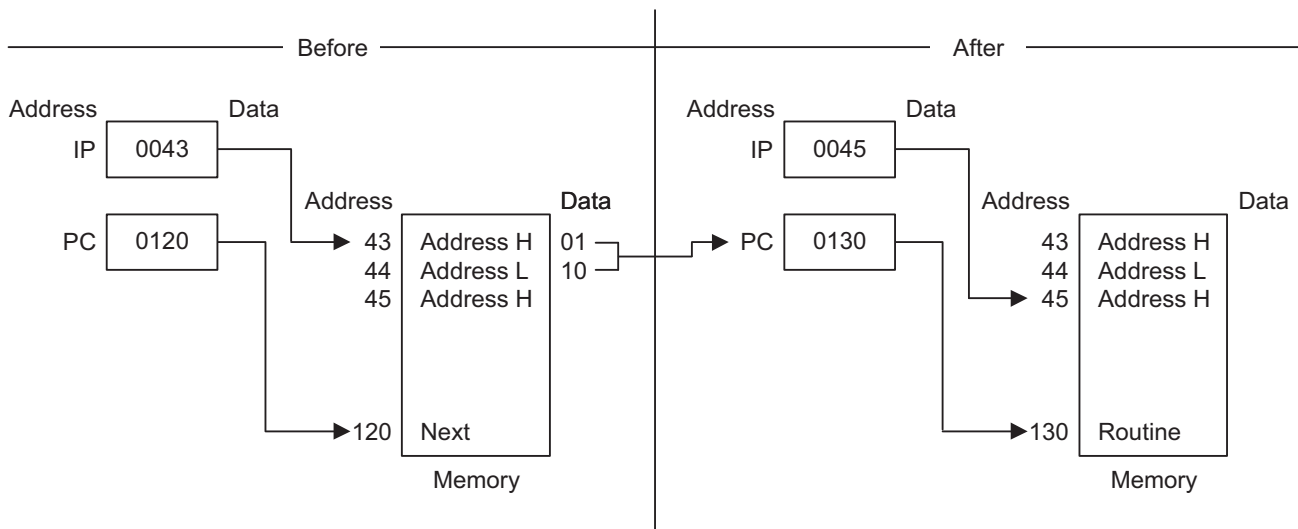 Before
Address Data
IP 0043
Address Data
PC 0120
43 Address H 01
44 Address L 10
45 Address H
120 Next
Memory
After
Address Data
IP 0045
Address Data
PC 0130
43 Address H
44 Address L
45 Address H
130 Routine
Memory